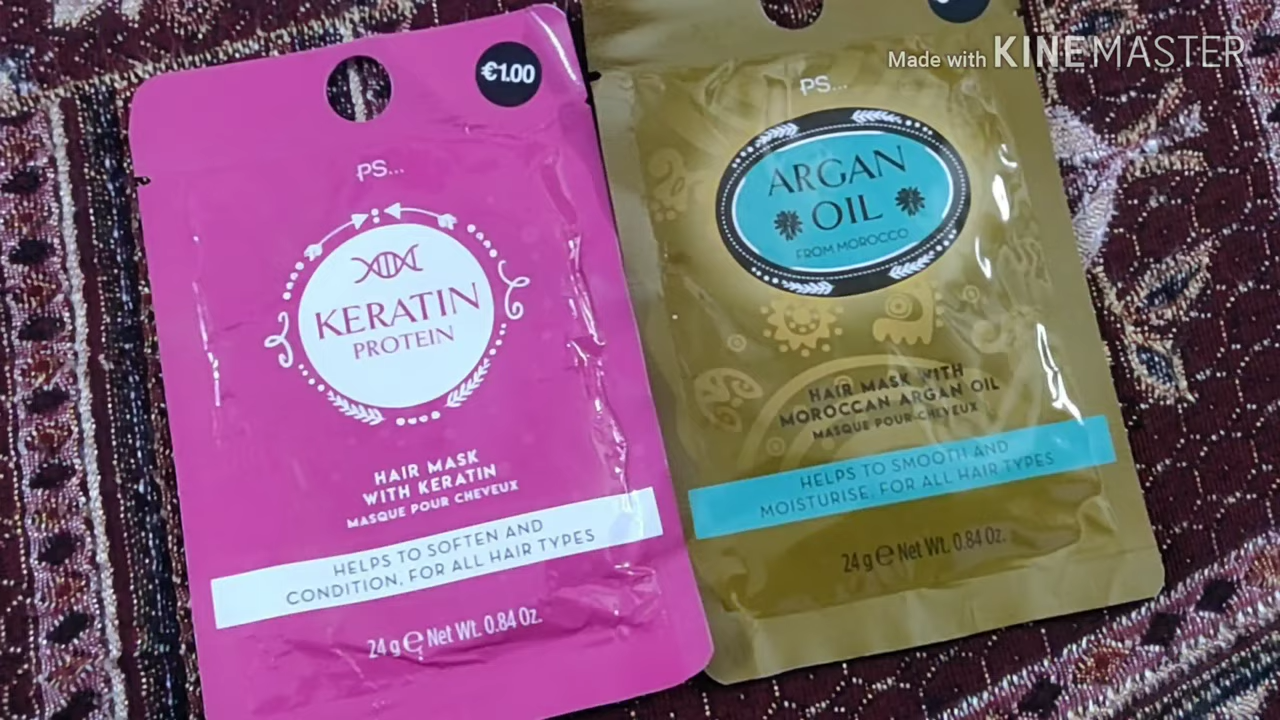 €1.00
PS...
KERATIN
PROTEIN
HAIR MASK
WITH KERATIN
MASQUE POUR CHEVEUX
HELPS TO SOFTEN AND
CONDITION, FOR ALL HAIR TYPES
24 g e Net Wt. 0.84 Oz.
Made with KINEMASTER
PS...
ARGAN
OIL
FROM MOROCCO
HAIR MASK WITH
MOROCCAN ARGAN OIL
MASQUE POUR CHEVEUX
HELPS TO SMOOTH AND
MOISTURISE, FOR ALL HAIR TYPES
24 g e Net Wt. 0.84 Oz.